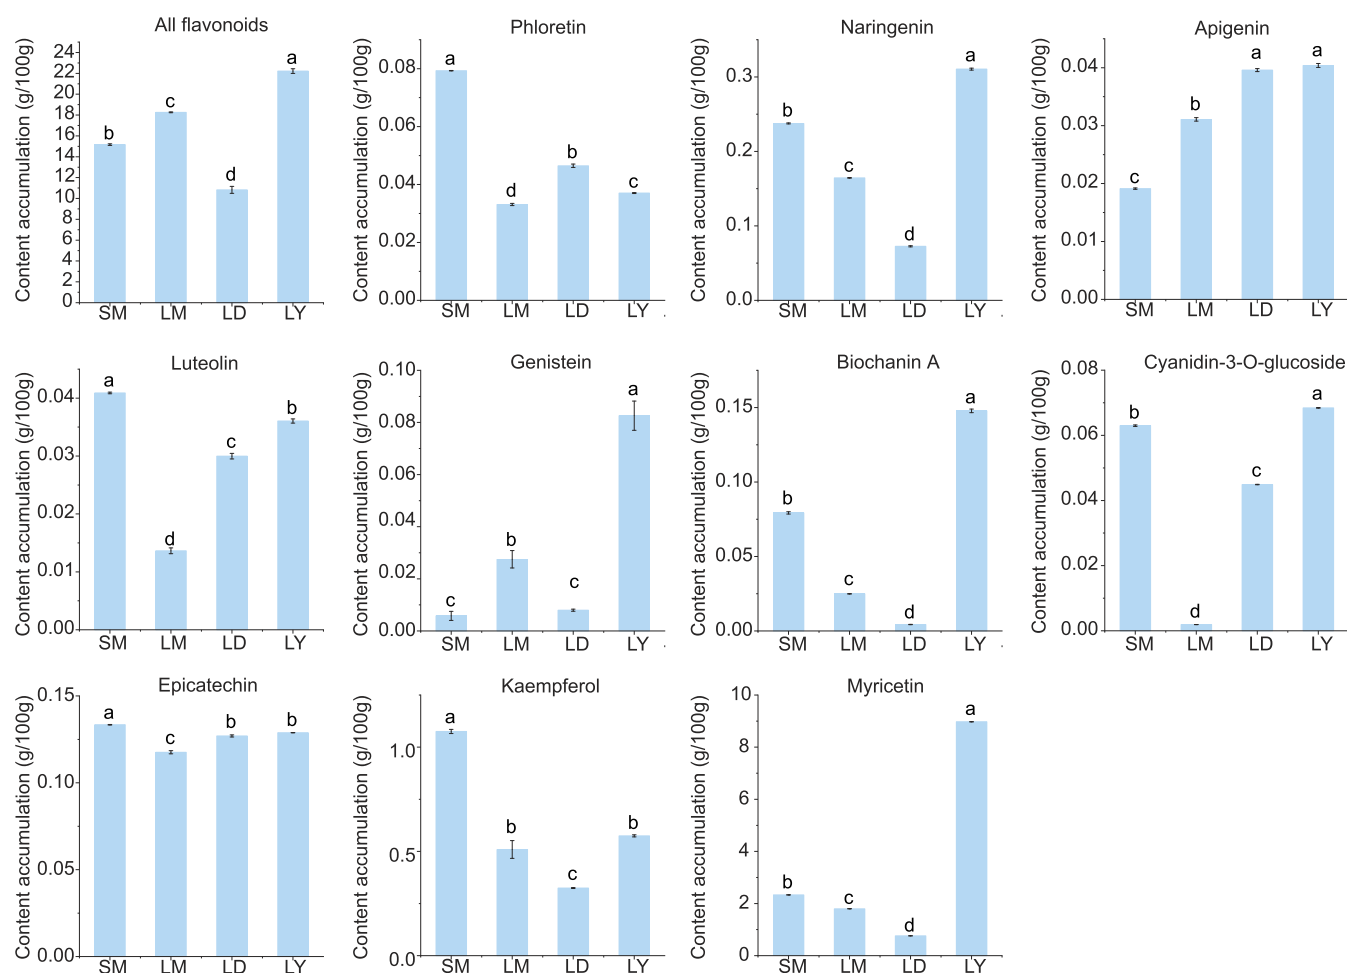 All flavonoids
Content accumulation (g/100g)
24
22
20
18
16
14
12
10
8
6
4
2
0
b
c
d
a
SM LM LD LY
Phloretin
Content accumulation (g/100g)
0.08
0.06
0.04
0.02
0.00
a
d
b
c
SM LM LD LY
Naringenin
Content accumulation (g/100g)
0.3
0.2
0.1
0.0
b
c
d
a
SM LM LD LY
Apigenin
Content accumulation (g/100g)
0.04
0.03
0.02
0.01
0.00
c
b
a
a
SM LM LD LY
Luteolin
Content accumulation (g/100g)
0.04
0.03
0.02
0.01
0.00
a
d
c
b
SM LM LD LY
Genistein
Content accumulation (g/100g)
0.10
0.08
0.06
0.04
0.02
0.00
c
b
c
a
SM LM LD LY
Biochanin A
Content accumulation (g/100g)
0.15
0.10
0.05
0.00
b
c
d
a
SM LM LD LY
Cyanidin-3-O-glucoside
Content accumulation (g/100g)
0.08
0.06
0.04
0.02
0.00
b
d
c
a
SM LM LD LY
Epicatechin
Content accumulation (g/100g)
0.15
0.10
0.05
0.00
a
c
b
b
SM LM LD LY
Kaempferol
Content accumulation (g/100g)
1.0
0.5
0.0
a
b
c
b
SM LM LD LY
Myricetin
Content accumulation (g/100g)
10
8
6
4
2
0
b
c
d
a
SM LM LD LY